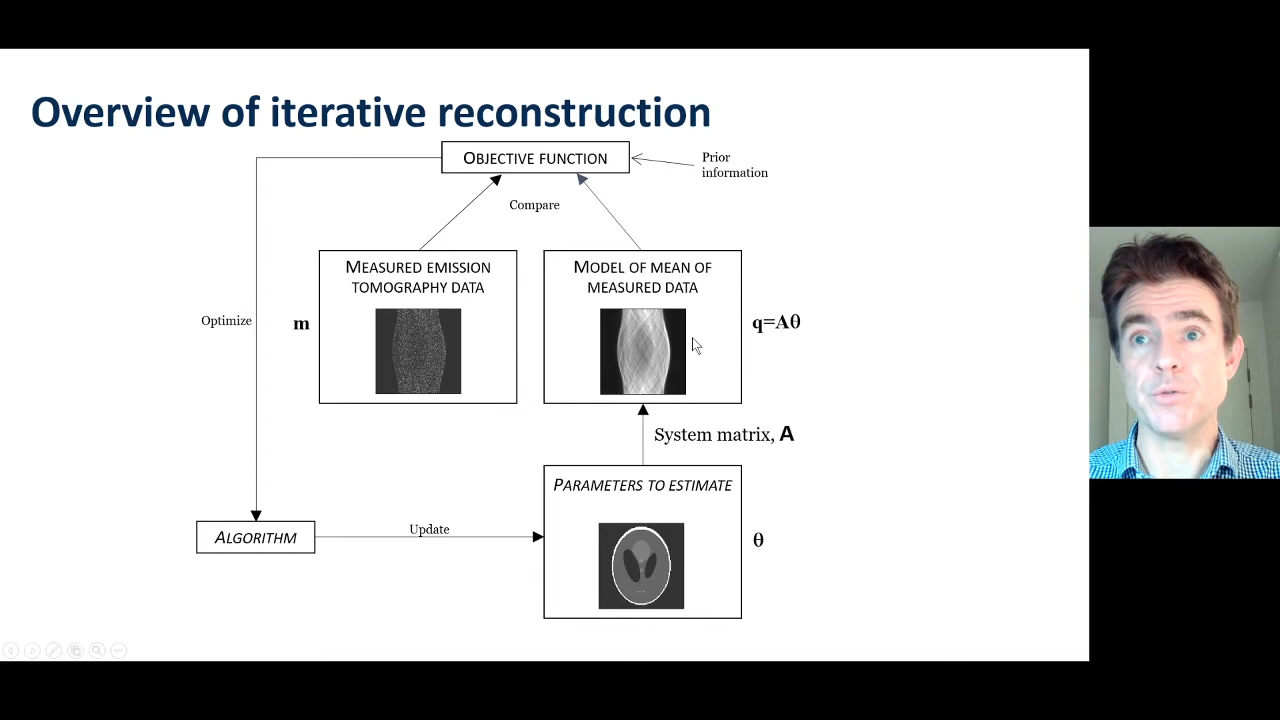 Overview of iterative reconstruction
OBJECTIVE FUNCTION
Prior
information
Compare
MEASURED EMISSION
TOMOGRAPHY DATA
MODEL OF MEAN OF
MEASURED DATA
Optimize
m
q=Aθ
System matrix, A
PARAMETERS TO ESTIMATE
ALGORITHM
Update
θ